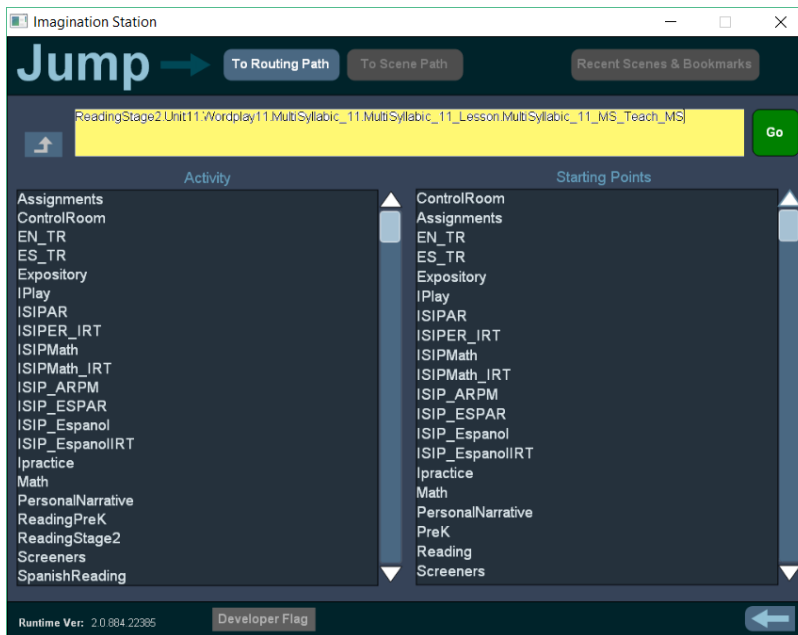 Imagination Station
Jump
To Routing Path
To Scene Path
Recent Scenes & Bookmarks
ReadingStage2.Unit11.Wordplay11.MultiSyllabic_11.MultiSyllabic_11_Lesson.MultiSyllabic_11_MS_Teach_MS
Go
Activity
Assignments
ControlRoom
EN_TR
ES_TR
Expository
IPlay
ISIPAR
ISIPER_IRT
ISIPMath
ISIPMath_IRT
ISIP_ARPM
ISIP_ESPAR
ISIP_Espanol
ISIP_EspanolIRT
Ipractice
Math
PersonalNarrative
ReadingPreK
ReadingStage2
Screeners
SpanishReading
Starting Points
ControlRoom
Assignments
EN_TR
ES_TR
Expository
IPlay
ISIPAR
ISIPER_IRT
ISIPMath
ISIPMath_IRT
ISIP_ARPM
ISIP_ESPAR
ISIP_Espanol
ISIP_EspanolIRT
Ipractice
Math
PersonalNarrative
PreK
Reading
Screeners
Runtime Ver: 2.0.884.22385
Developer Flag